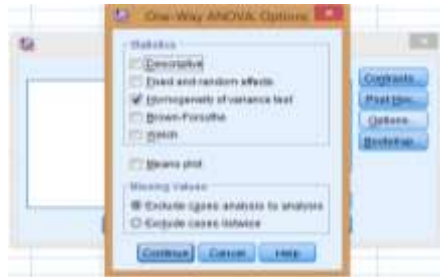 One-Way ANOVA: Options
Statistics
Descriptive
Fixed and random effects
Homogeneity of variance test
Brown-Forsythe
Welch
Means plot
Missing Values
Exclude cases analysis by analysis
Exclude cases listwise
Continue
Cancel
Help
Contrasts...
Post Hoc...
Options...
Bootstrap...